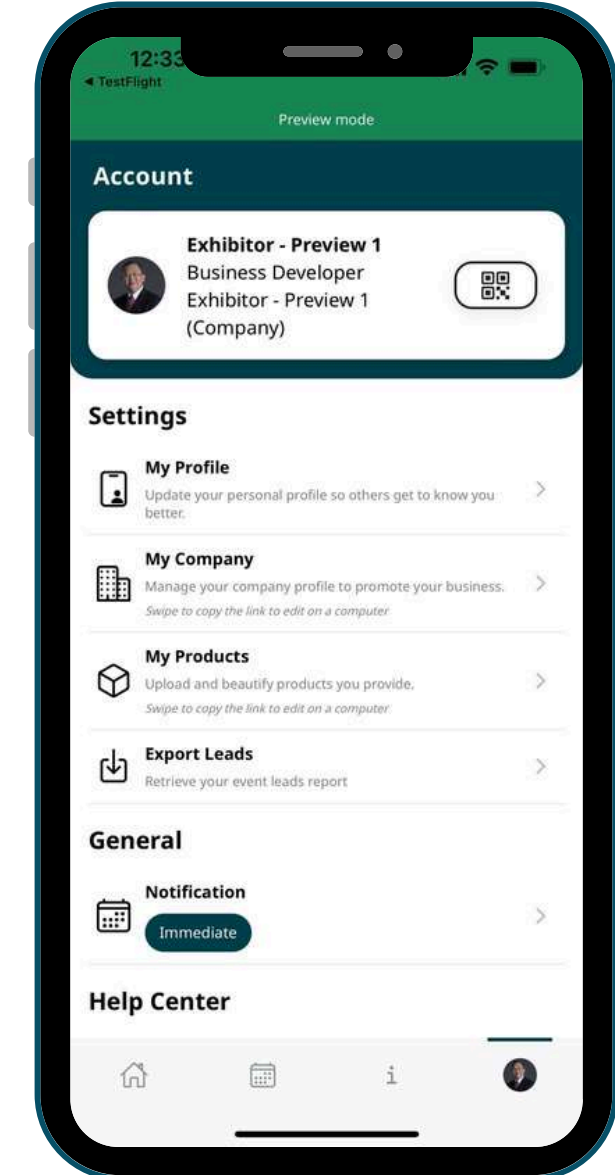 12:33
◀ TestFlight
Preview mode
Account
Exhibitor - Preview 1
Business Developer
Exhibitor - Preview 1
(Company)
Settings
My Profile
Update your personal profile so others get to know you
better.
My Company
Manage your company profile to promote your business.
Swipe to copy the link to edit on a computer
My Products
Upload and beautify products you provide.
Swipe to copy the link to edit on a computer
Export Leads
Retrieve your event leads report
General
Notification
Immediate
Help Center